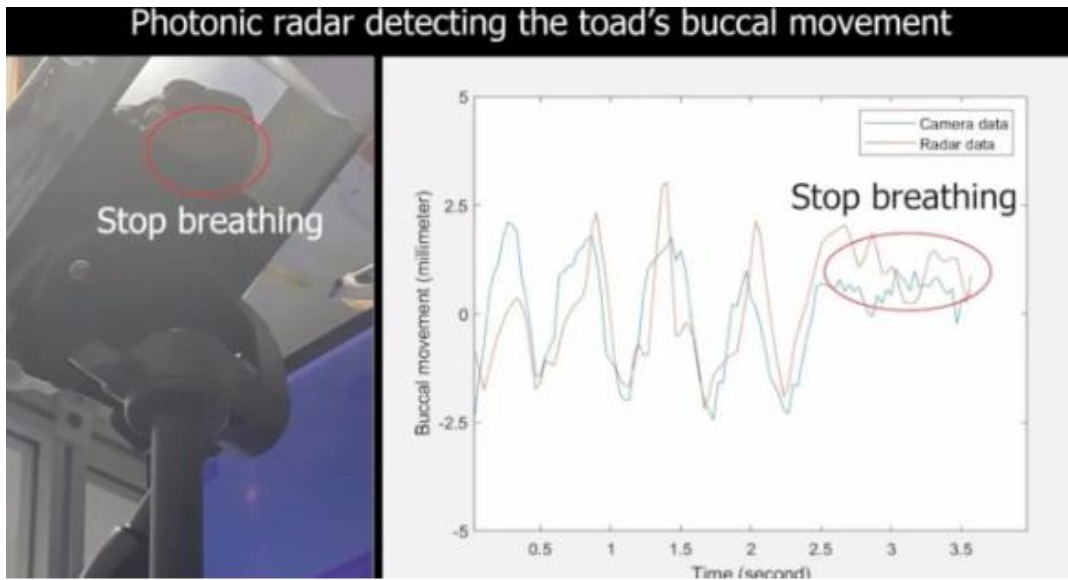 Photonic radar detecting the toad's buccal movement
Stop breathing
5
2.5
0
-2.5
-5
Buccal movement (millimeter)
Camera data
Radar data
Stop breathing
0.5 1 1.5 2 2.5 3 3.5
Time (second)